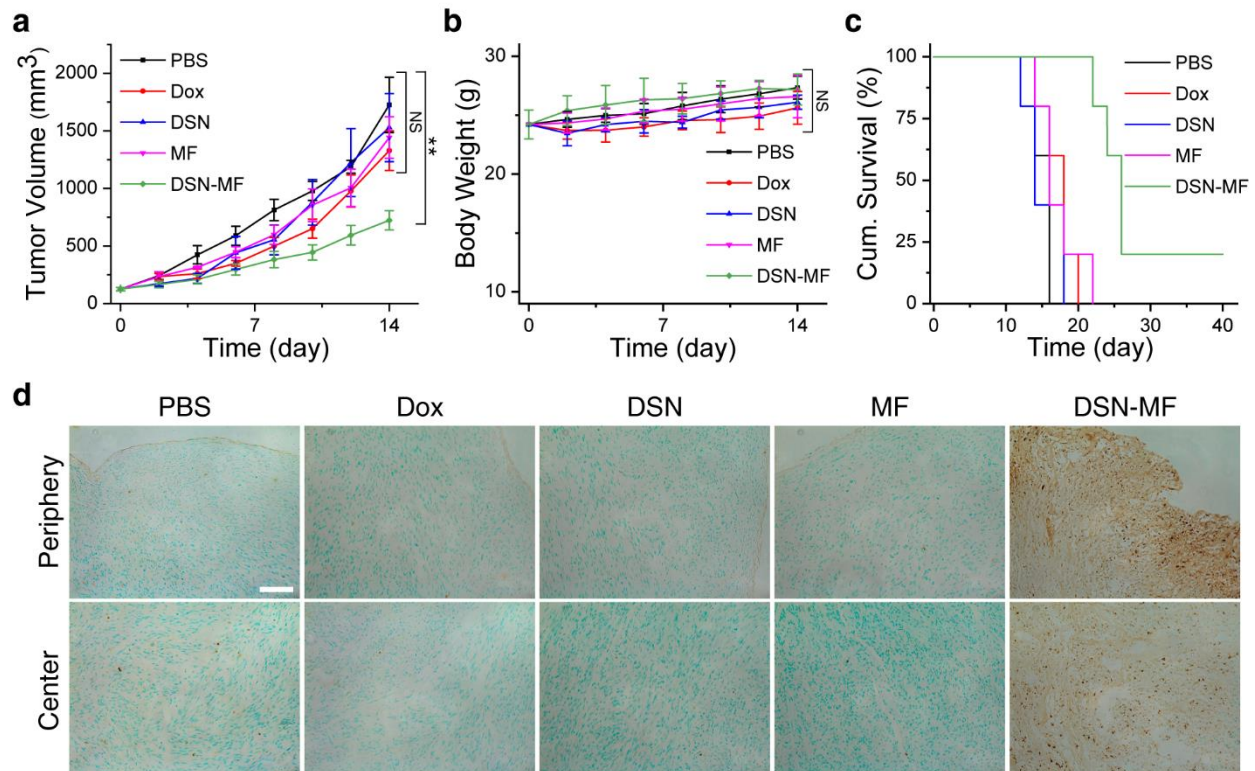 a
Tumor Volume (mm³)
2000
1500
1000
500
0
0 7 14
Time (day)
PBS
Dox
DSN
MF
DSN-MF
NS
**
b
Body Weight (g)
30
20
10
0 7 14
Time (day)
PBS
Dox
DSN
MF
DSN-MF
NS
c
Cum. Survival (%)
100
75
50
25
0
0 10 20 30 40
Time (day)
PBS
Dox
DSN
MF
DSN-MF
d
PBS Dox DSN MF DSN-MF
Periphery
Center